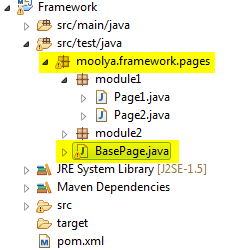 Framework
src/main/java
src/test/java
moolya.framework.pages
module1
Page1.java
Page2.java
module2
BasePage.java
JRE System Library [J2SE-1.5]
Maven Dependencies
src
target
pom.xml